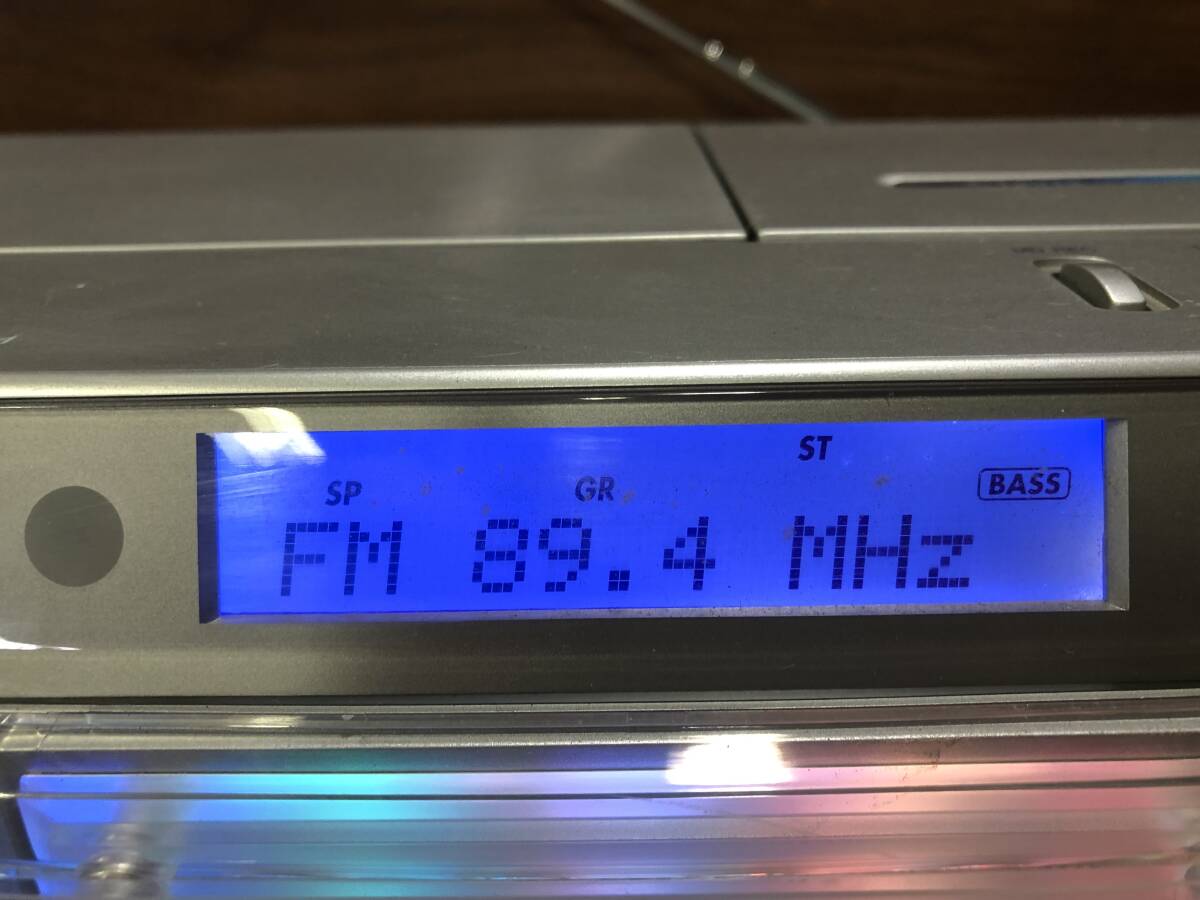 ST
SP GR BASS
FM 89.4 MHz